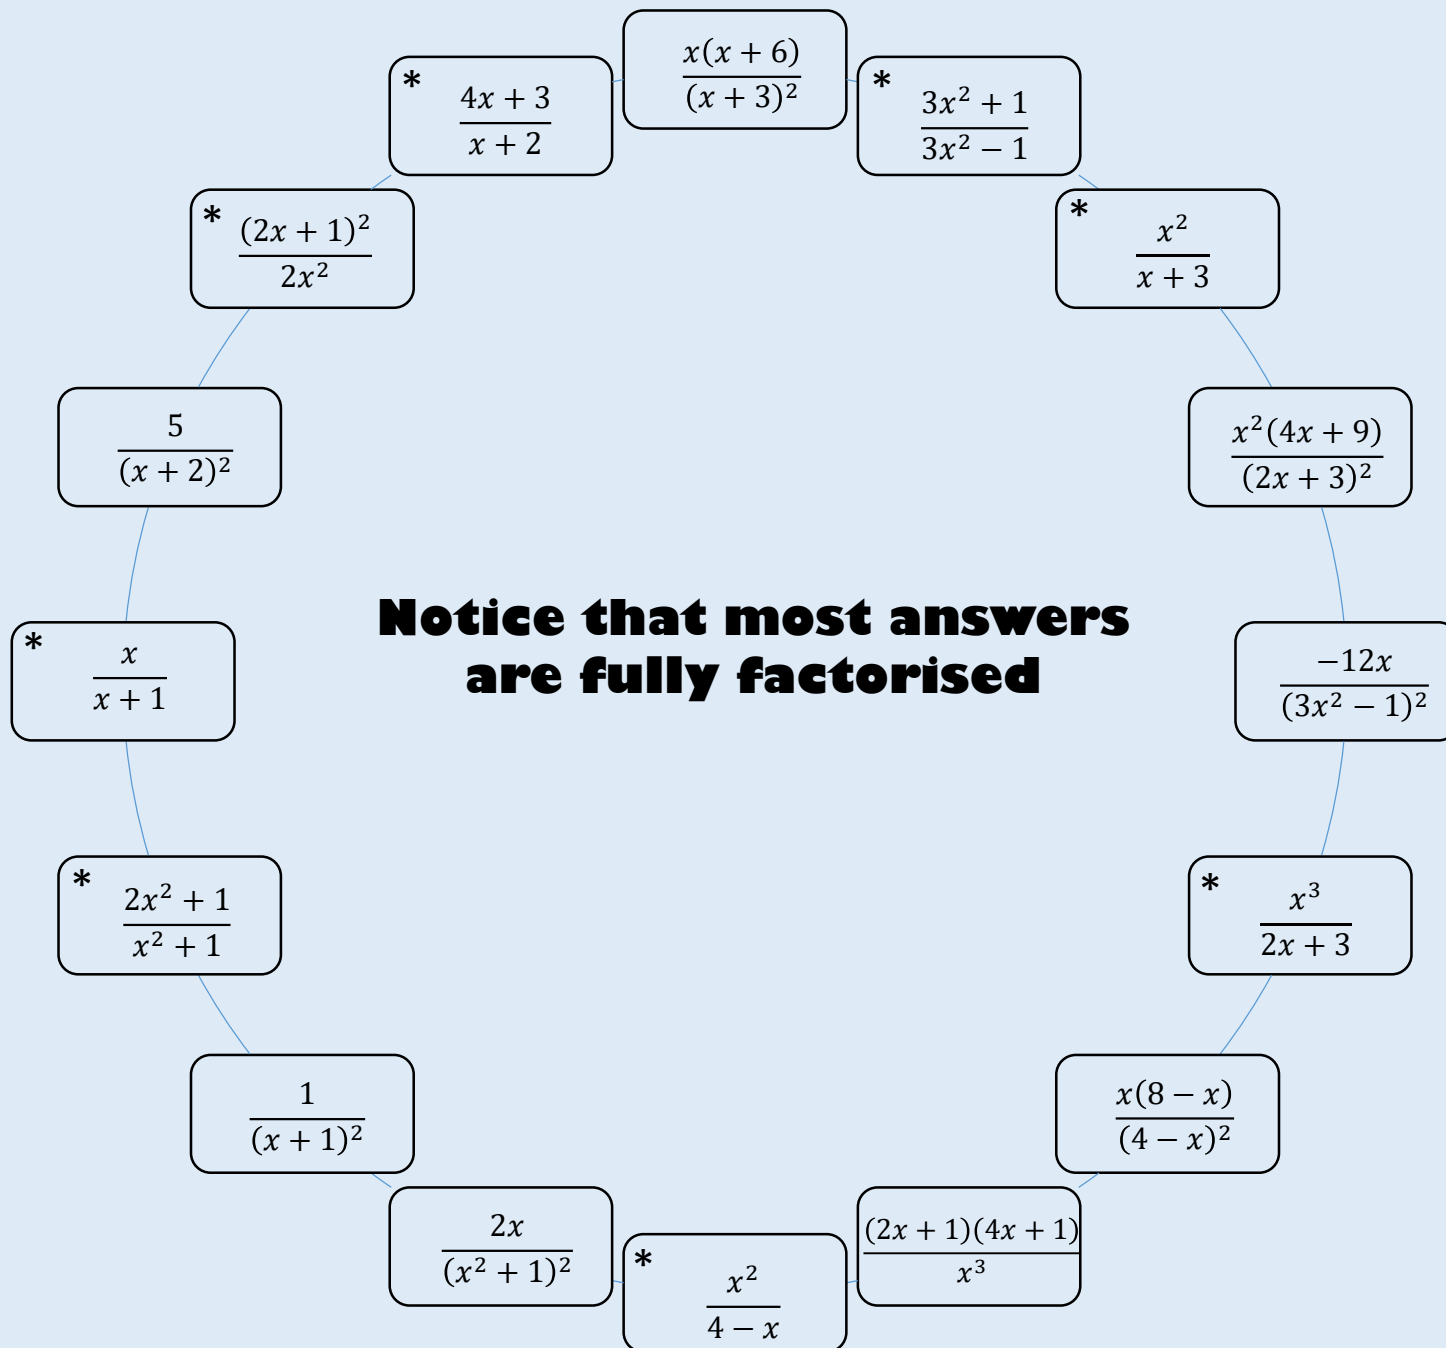 x(x + 6)/(x + 3)²
* (3x² + 1)/(3x² − 1)
* x²/(x + 3)
x²(4x + 9)/(2x + 3)²
−12x/(3x² − 1)²
* x³/(2x + 3)
x(8 − x)/(4 − x)²
(2x + 1)(4x + 1)/x³
* x²/(4 − x)
2x/(x² + 1)²
1/(x + 1)²
* (2x² + 1)/(x² + 1)
* x/(x + 1)
5/(x + 2)²
* (2x + 1)²/2x²
* (4x + 3)/(x + 2)
Notice that most answers
are fully factorised